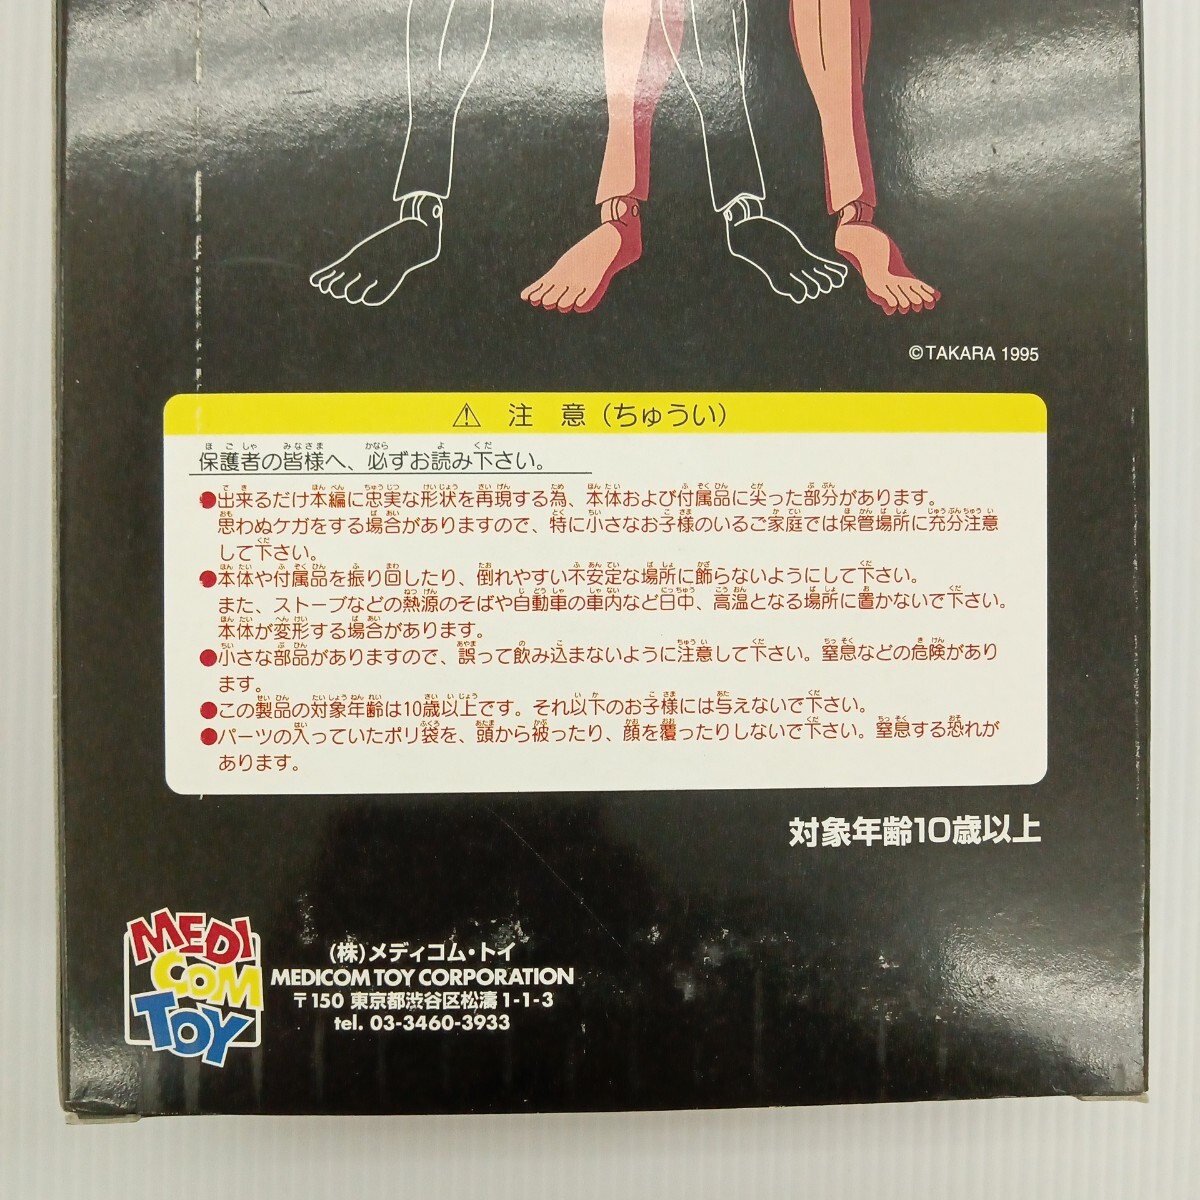 ©TAKARA 1995
⚠ 注 意（ちゅうい）
保護者の皆様へ、必ずお読み下さい。
●出来るだけ本編に忠実な形状を再現する為、本体および付属品に尖った部分があります。
思わぬケガをする場合がありますので、特に小さなお子様のいるご家庭では保管場所に充分注意
して下さい。
●本体や付属品を振り回したり、倒れやすい不安定な場所に飾らないようにして下さい。
また、ストーブなどの熱源のそばや自動車の車内など日中、高温となる場所に置かないで下さい。
本体が変形する場合があります。
●小さな部品がありますので、誤って飲み込まないように注意して下さい。窒息などの危険があり
ます。
●この製品の対象年齢は10歳以上です。それ以下のお子様には与えないで下さい。
●パーツの入っていたポリ袋を、頭から被ったり、顔を覆ったりしないで下さい。窒息する恐れが
あります。
対象年齢10歳以上
MEDI
COM
TOY
（株）メディコム・トイ
MEDICOM TOY CORPORATION
〒150 東京都渋谷区松濤1-1-3
tel. 03-3460-3933